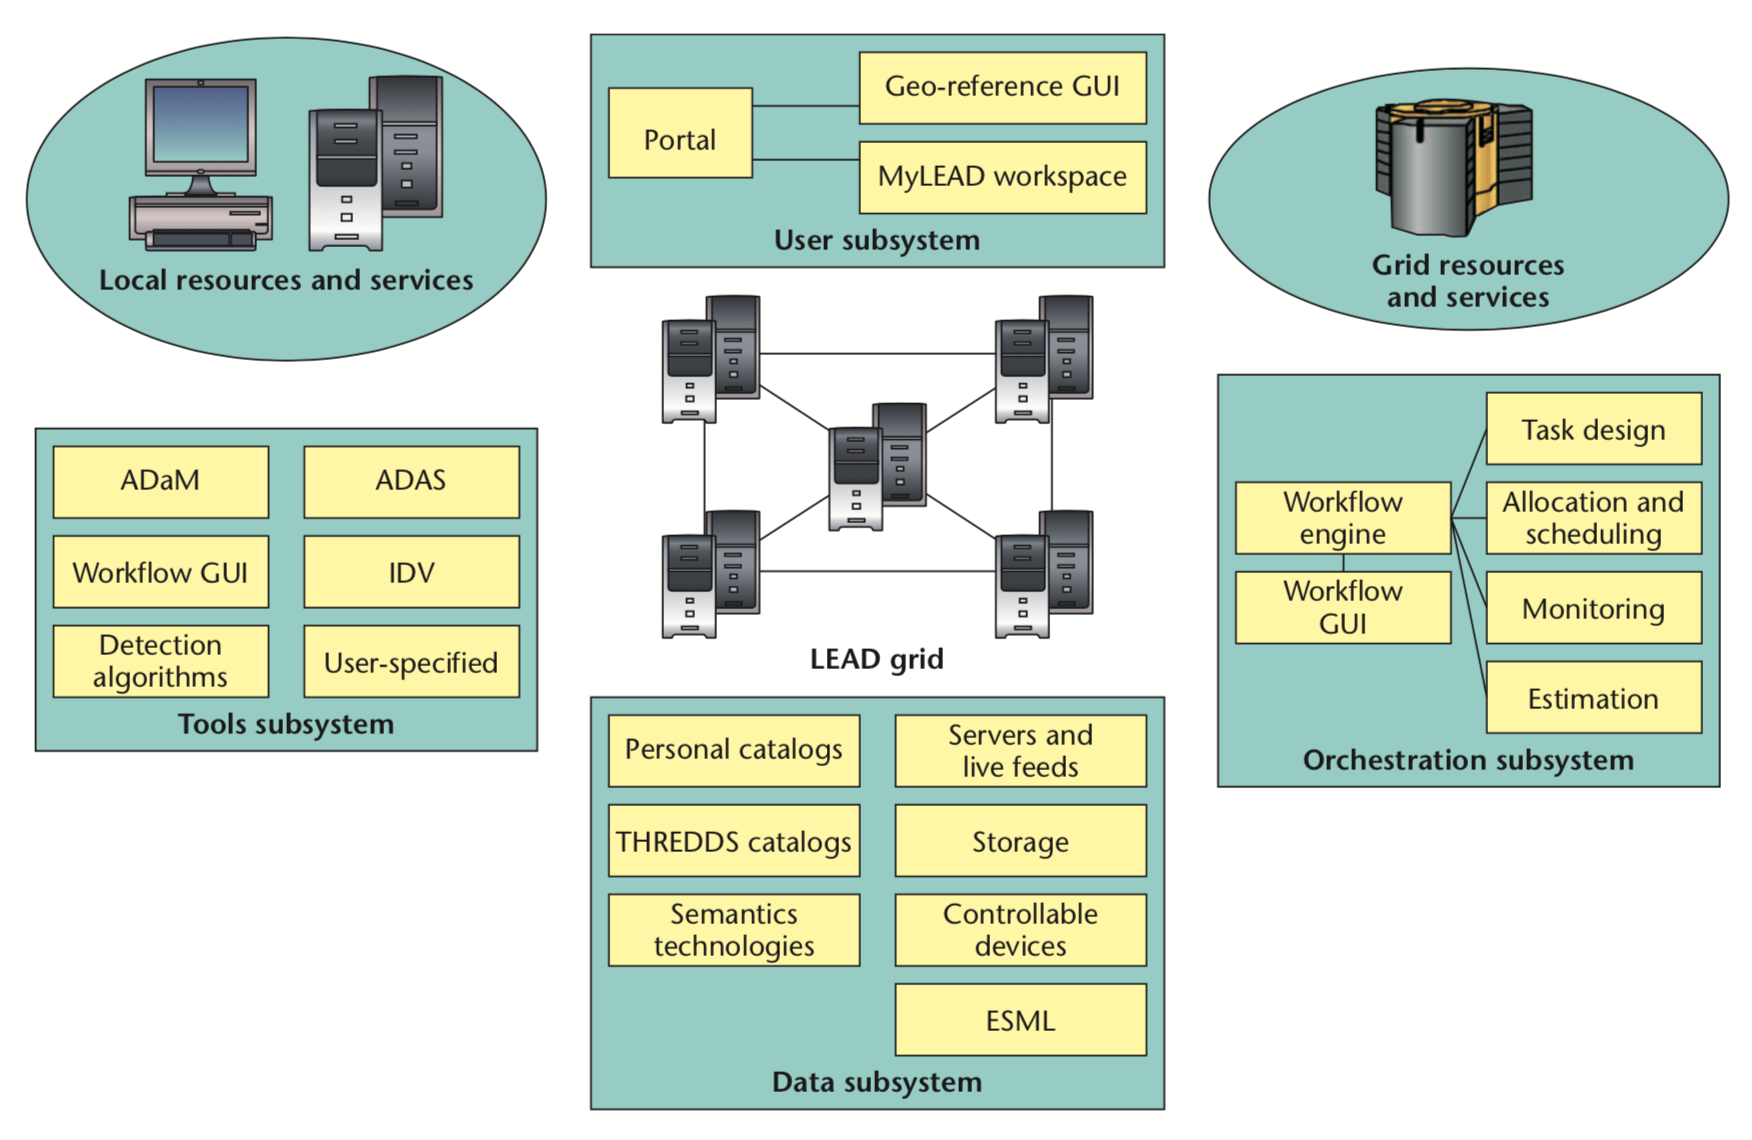 Local resources and services
Portal
Geo-reference GUI
MyLEAD workspace
User subsystem
Grid resources
and services
ADaM
ADAS
Workflow GUI
IDV
Detection
algorithms
User-specified
Tools subsystem
LEAD grid
Workflow
engine
Workflow
GUI
Task design
Allocation and
scheduling
Monitoring
Estimation
Orchestration subsystem
Personal catalogs
Servers and
live feeds
THREDDS catalogs
Storage
Semantics
technologies
Controllable
devices
ESML
Data subsystem